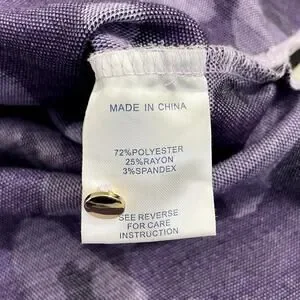 MADE IN CHINA
72%POLYESTER
25%RAYON
3%SPANDEX
SEE REVERSE
FOR CARE
INSTRUCTION